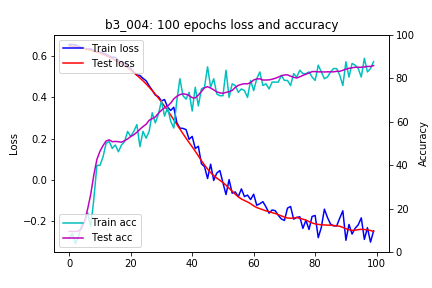 b3_004: 100 epochs loss and accuracy
Train loss
Test loss
0.6
0.4
0.2
0.0
−0.2
Loss
100
80
60
40
20
0
Accuracy
Train acc
Test acc
0
20
40
60
80
100